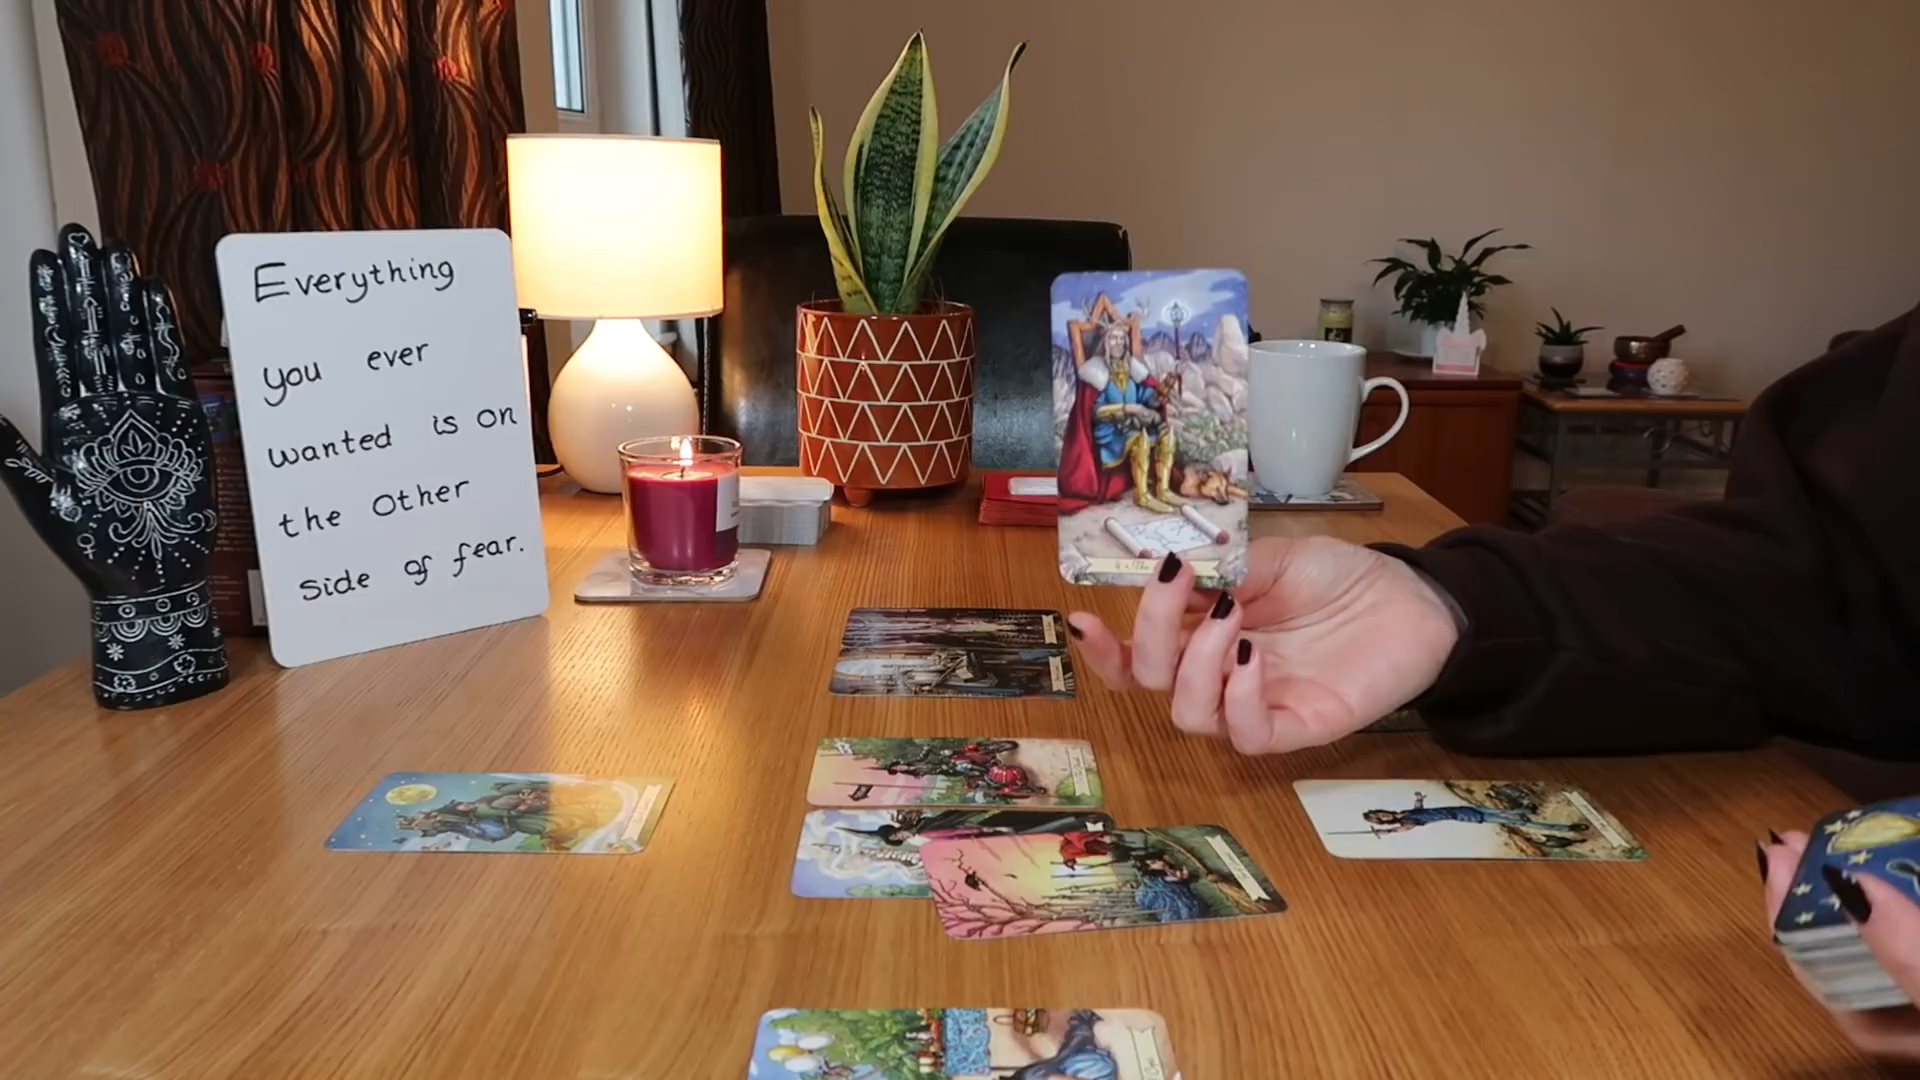 Everything
you ever
wanted is on
the other
side of fear.